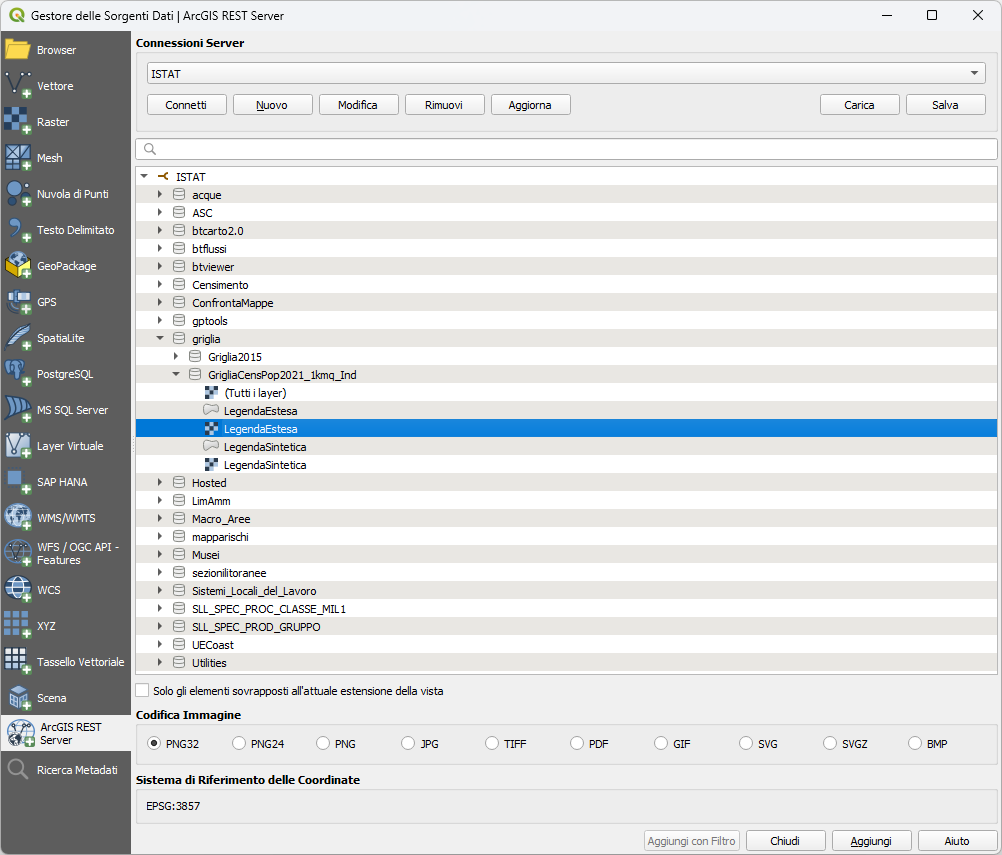 Gestore delle Sorgenti Dati | ArcGIS REST Server
Browser
Vettore
Raster
Mesh
Nuvola di Punti
Testo Delimitato
GeoPackage
GPS
SpatiaLite
PostgreSQL
MS SQL Server
Layer Virtuale
SAP HANA
WMS/WMTS
WFS / OGC API -
Features
WCS
XYZ
Tassello Vettoriale
Scena
ArcGIS REST
Server
Ricerca Metadati
Connessioni Server
ISTAT
Connetti Nuovo Modifica Rimuovi Aggiorna Carica Salva
ISTAT
acque
ASC
btcarto2.0
btflussi
btviewer
Censimento
ConfrontaMappe
gptools
griglia
Griglia2015
GrigliaCensPop2021_1kmq_Ind
(Tutti i layer)
LegendaEstesa
LegendaEstesa
LegendaSintetica
LegendaSintetica
Hosted
LimAmm
Macro_Aree
mapparischi
Musei
sezionilitoranee
Sistemi_Locali_del_Lavoro
SLL_SPEC_PROC_CLASSE_MIL1
SLL_SPEC_PROD_GRUPPO
UECoast
Utilities
Solo gli elementi sovrapposti all'attuale estensione della vista
Codifica Immagine
PNG32 PNG24 PNG JPG TIFF PDF GIF SVG SVGZ BMP
Sistema di Riferimento delle Coordinate
EPSG:3857
Aggiungi con Filtro Chiudi Aggiungi Aiuto